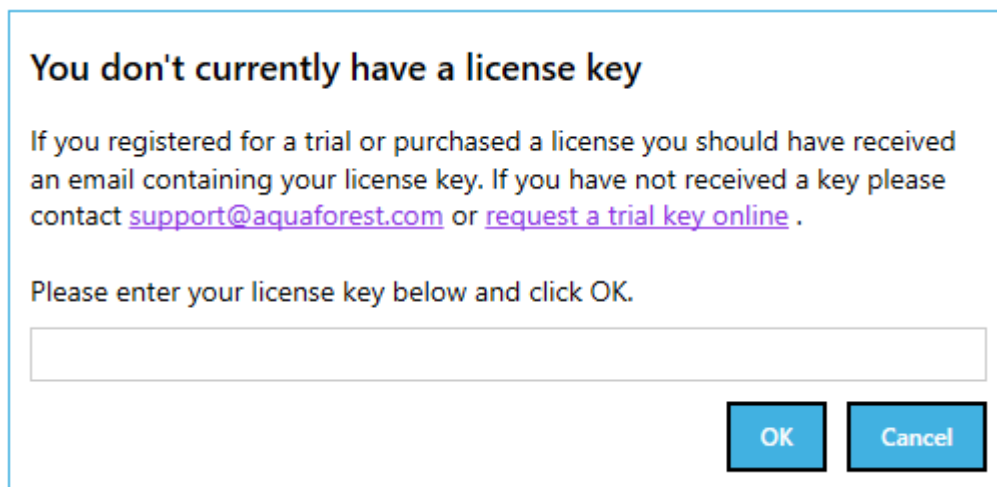 You don't currently have a license key
If you registered for a trial or purchased a license you should have received
an email containing your license key. If you have not received a key please
contact support@aquaforest.com or request a trial key online .
Please enter your license key below and click OK.
OK Cancel